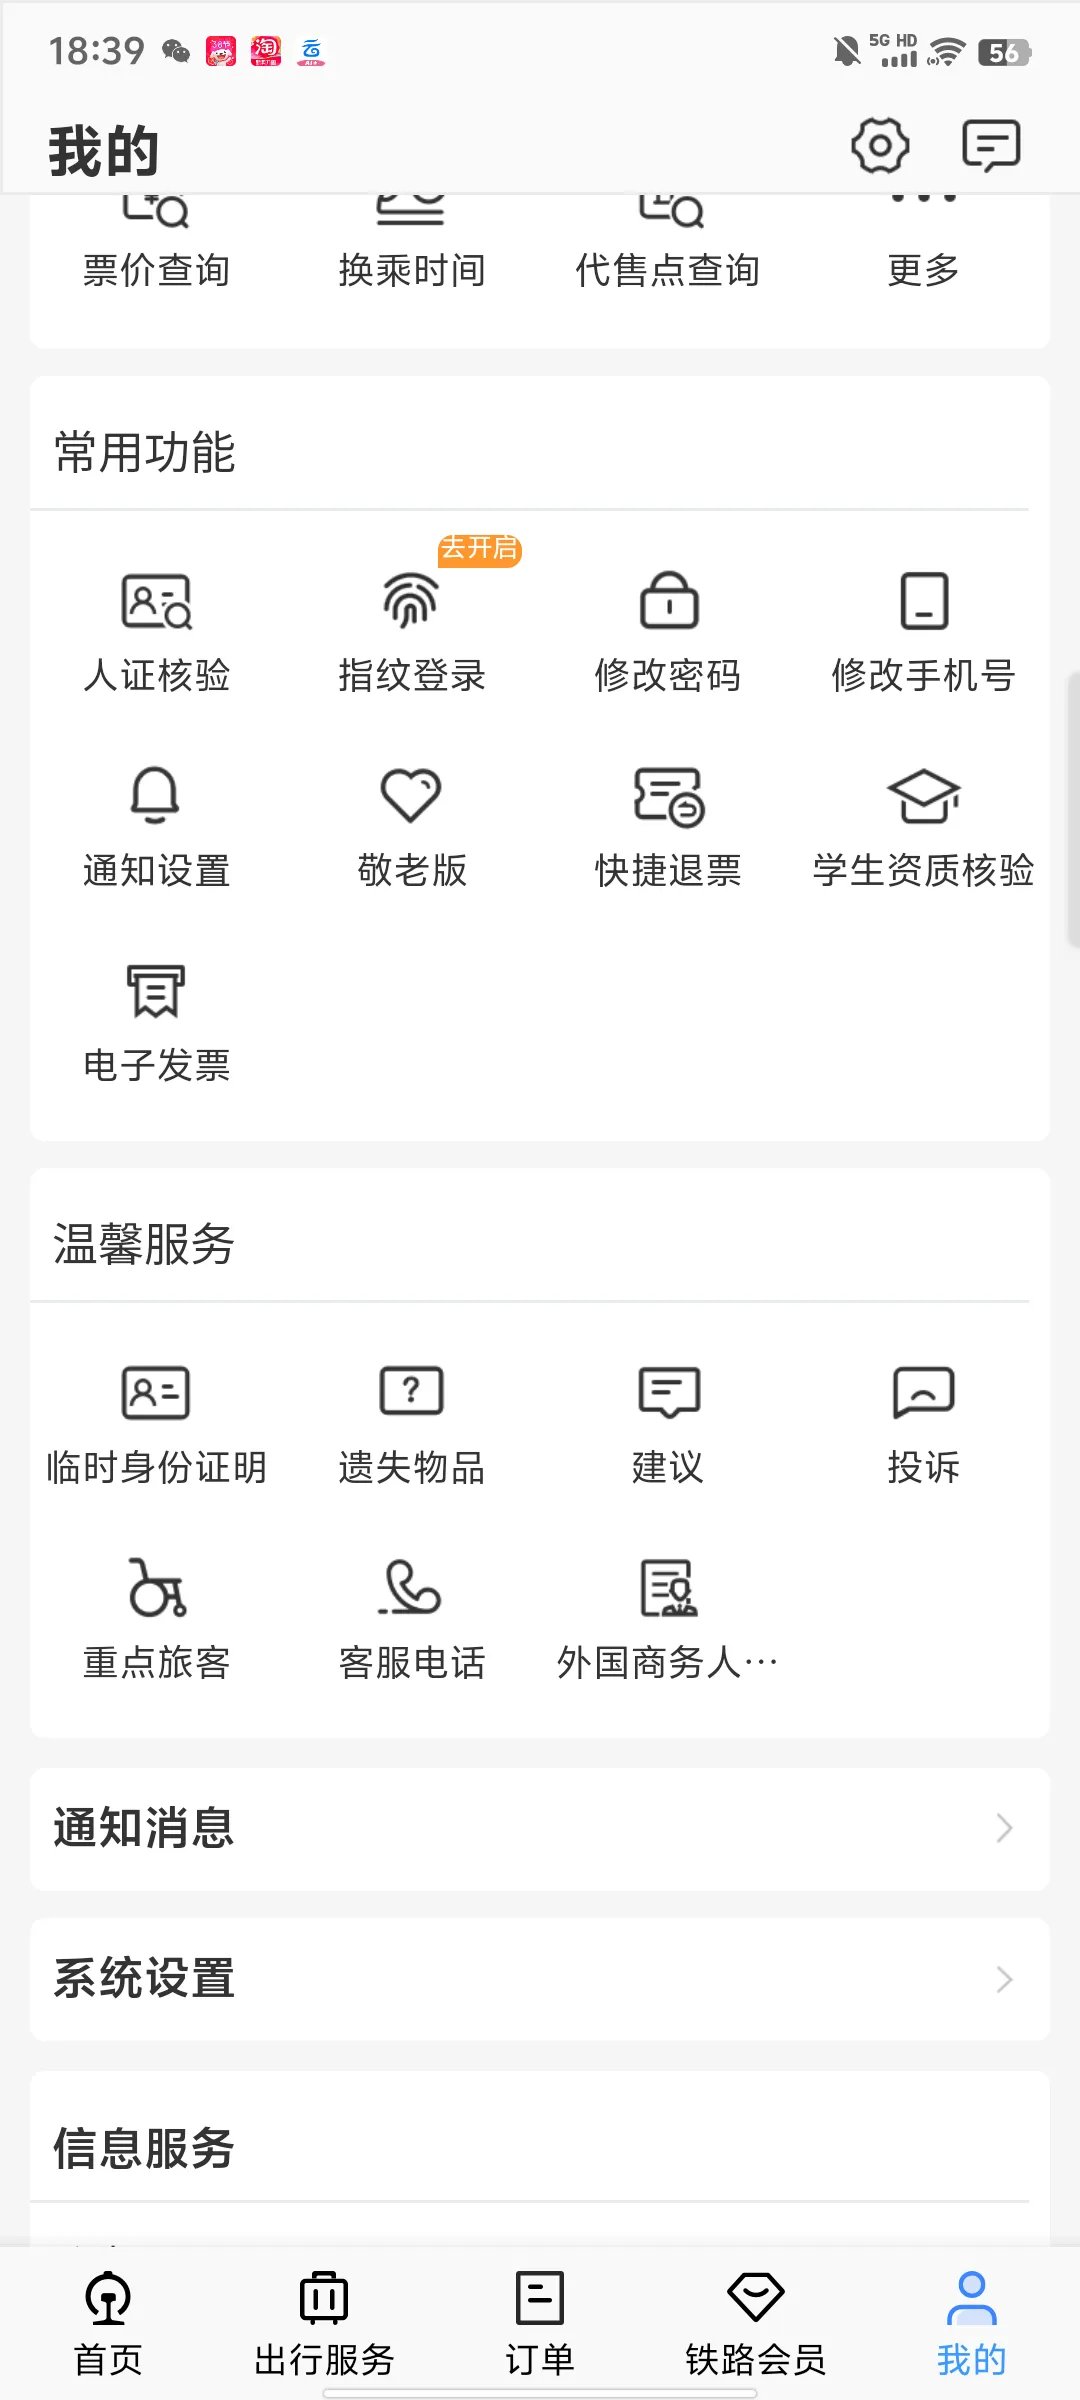 18:39
5G HD
56
我的
票价查询 换乘时间 代售点查询 更多
常用功能
去开启
人证核验 指纹登录 修改密码 修改手机号
通知设置 敬老版 快捷退票 学生资质核验
电子发票
温馨服务
临时身份证明 遗失物品 建议 投诉
重点旅客 客服电话 外国商务人…
通知消息
系统设置
信息服务
首页 出行服务 订单 铁路会员 我的